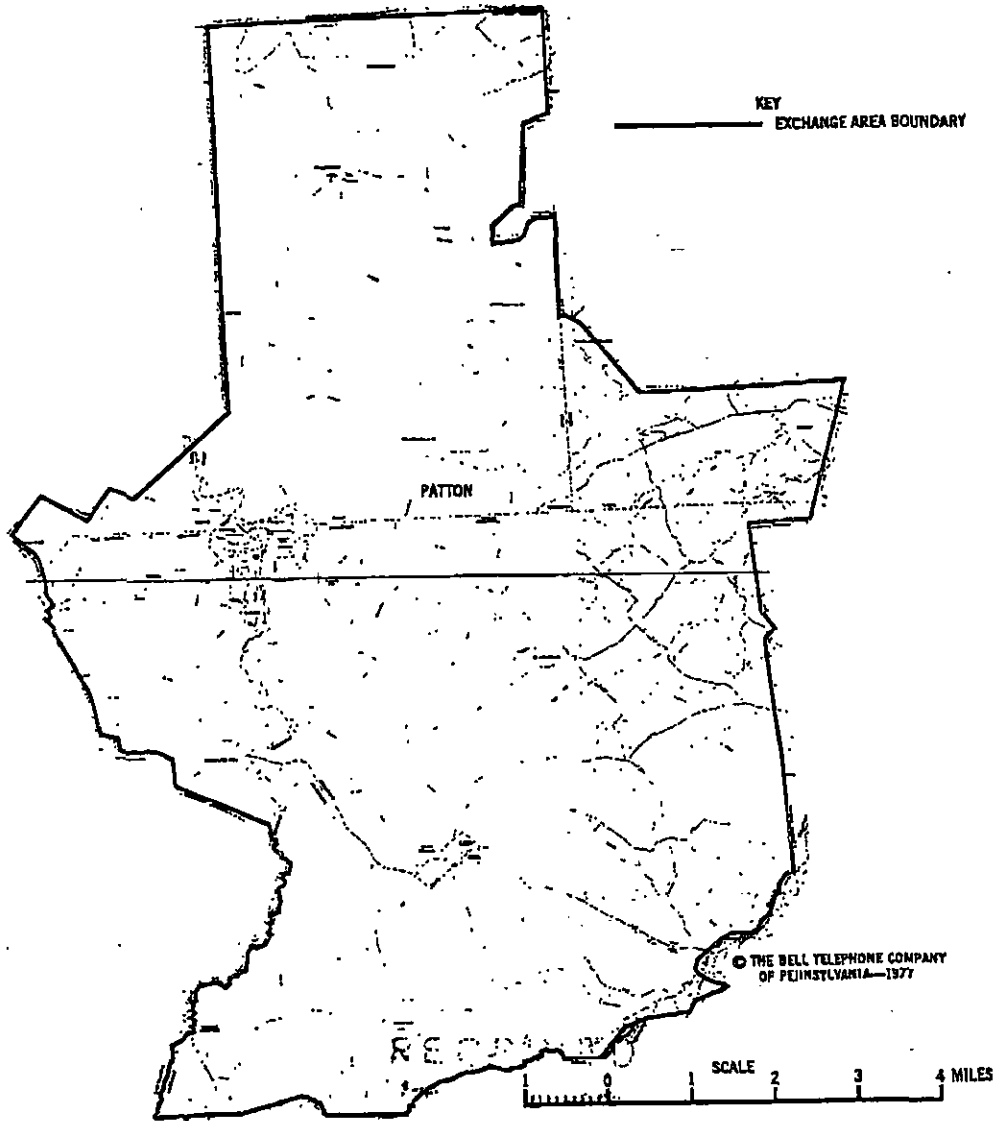 KEY
EXCHANGE AREA BOUNDARY
PATTON
© THE BELL TELEPHONE COMPANY
OF PENNSYLVANIA—1977
SCALE
1 0 1 2 3 4 MILES